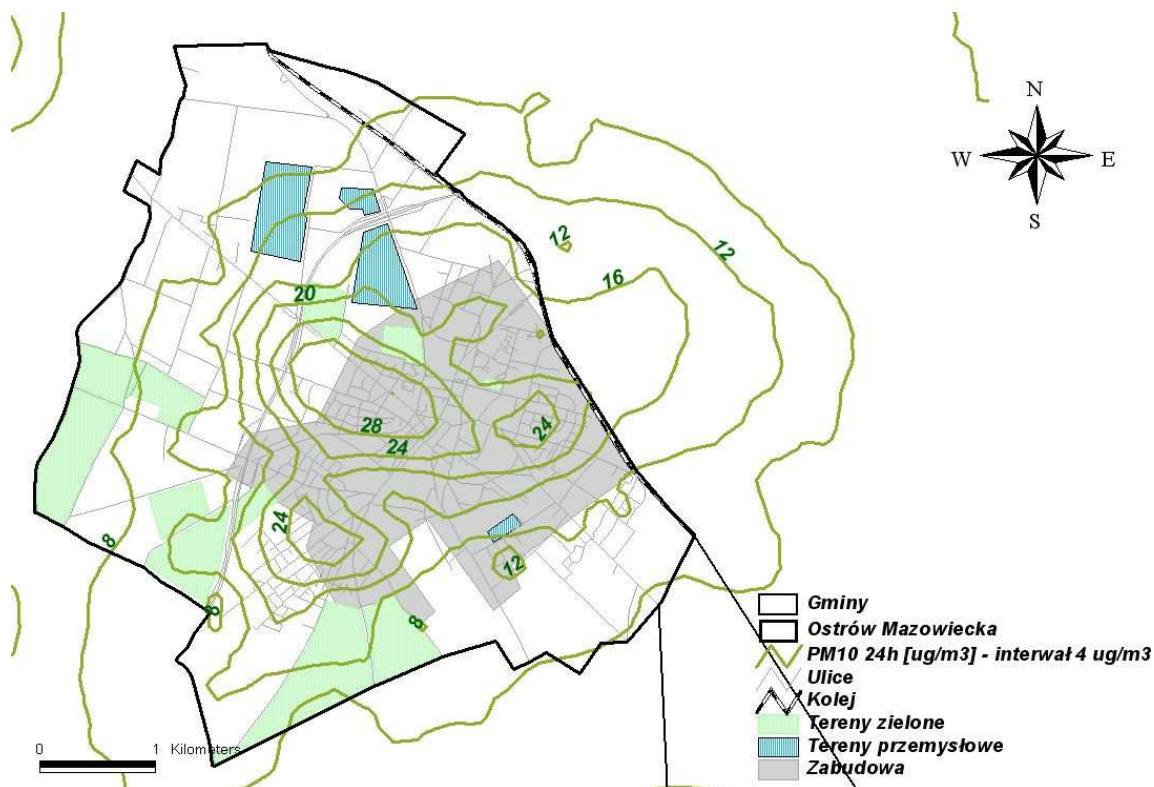 N
W E
S
12
12
16
20
28
24
24
24
8
12
8
8
Gminy
Ostrów Mazowiecka
PM10 24h [ug/m3] - interwał 4 ug/m3
Ulice
Kolej
Tereny zielone
Tereny przemysłowe
Zabudowa
0 1 Kilometers